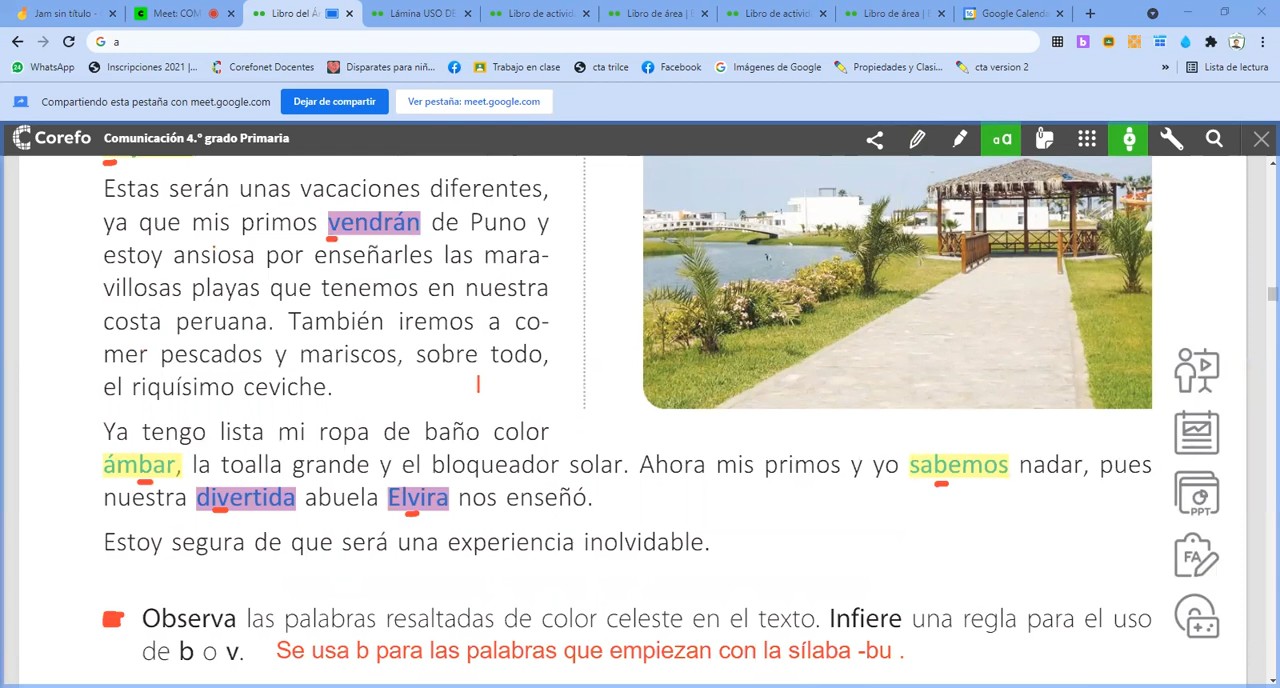 Jam sin título -
Meet: COM
Libro del Ár
Lámina USO DE
Libro de activid
Libro de área | E
Libro de activid
Libro de área | E
Google Calenda
a
WhatsApp
Inscripciones 2021 |...
Corefonet Docentes
Disparates para niñ...
Trabajo en clase
cta trilce
Facebook
Imágenes de Google
Propiedades y Clasi...
cta version 2
»
Lista de lectura
Compartiendo esta pestaña con meet.google.com
Dejar de compartir
Ver pestaña: meet.google.com
Corefo
Comunicación 4.º grado Primaria
aa
Estas serán unas vacaciones diferentes,
ya que mis primos vendrán de Puno y
estoy ansiosa por enseñarles las mara-
villosas playas que tenemos en nuestra
costa peruana. También iremos a co-
mer pescados y mariscos, sobre todo,
el riquísimo ceviche.
Ya tengo lista mi ropa de baño color
ámbar, la toalla grande y el bloqueador solar. Ahora mis primos y yo sabemos nadar, pues
nuestra divertida abuela Elvira nos enseñó.
Estoy segura de que será una experiencia inolvidable.
Observa las palabras resaltadas de color celeste en el texto. Infiere una regla para el uso
de b o v. Se usa b para las palabras que empiezan con la sílaba -bu .
PPT
FA